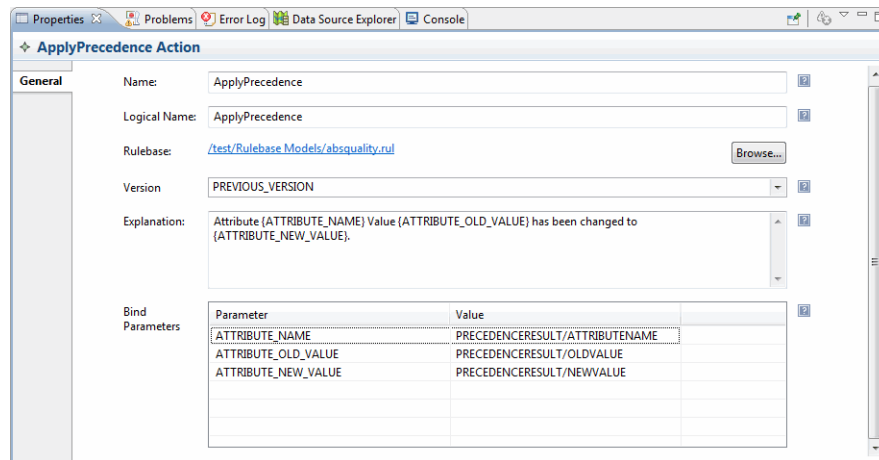 Properties Problems Error Log Data Source Explorer Console
ApplyPrecedence Action
General
Name: ApplyPrecedence
Logical Name: ApplyPrecedence
Rulebase: /test/Rulebase Models/absquality.rul Browse...
Version PREVIOUS_VERSION
Explanation: Attribute {ATTRIBUTE_NAME} Value {ATTRIBUTE_OLD_VALUE} has been changed to
{ATTRIBUTE_NEW_VALUE}.
Bind Parameters
Parameter Value
ATTRIBUTE_NAME PRECEDENCERESULT/ATTRIBUTENAME
ATTRIBUTE_OLD_VALUE PRECEDENCERESULT/OLDVALUE
ATTRIBUTE_NEW_VALUE PRECEDENCERESULT/NEWVALUE